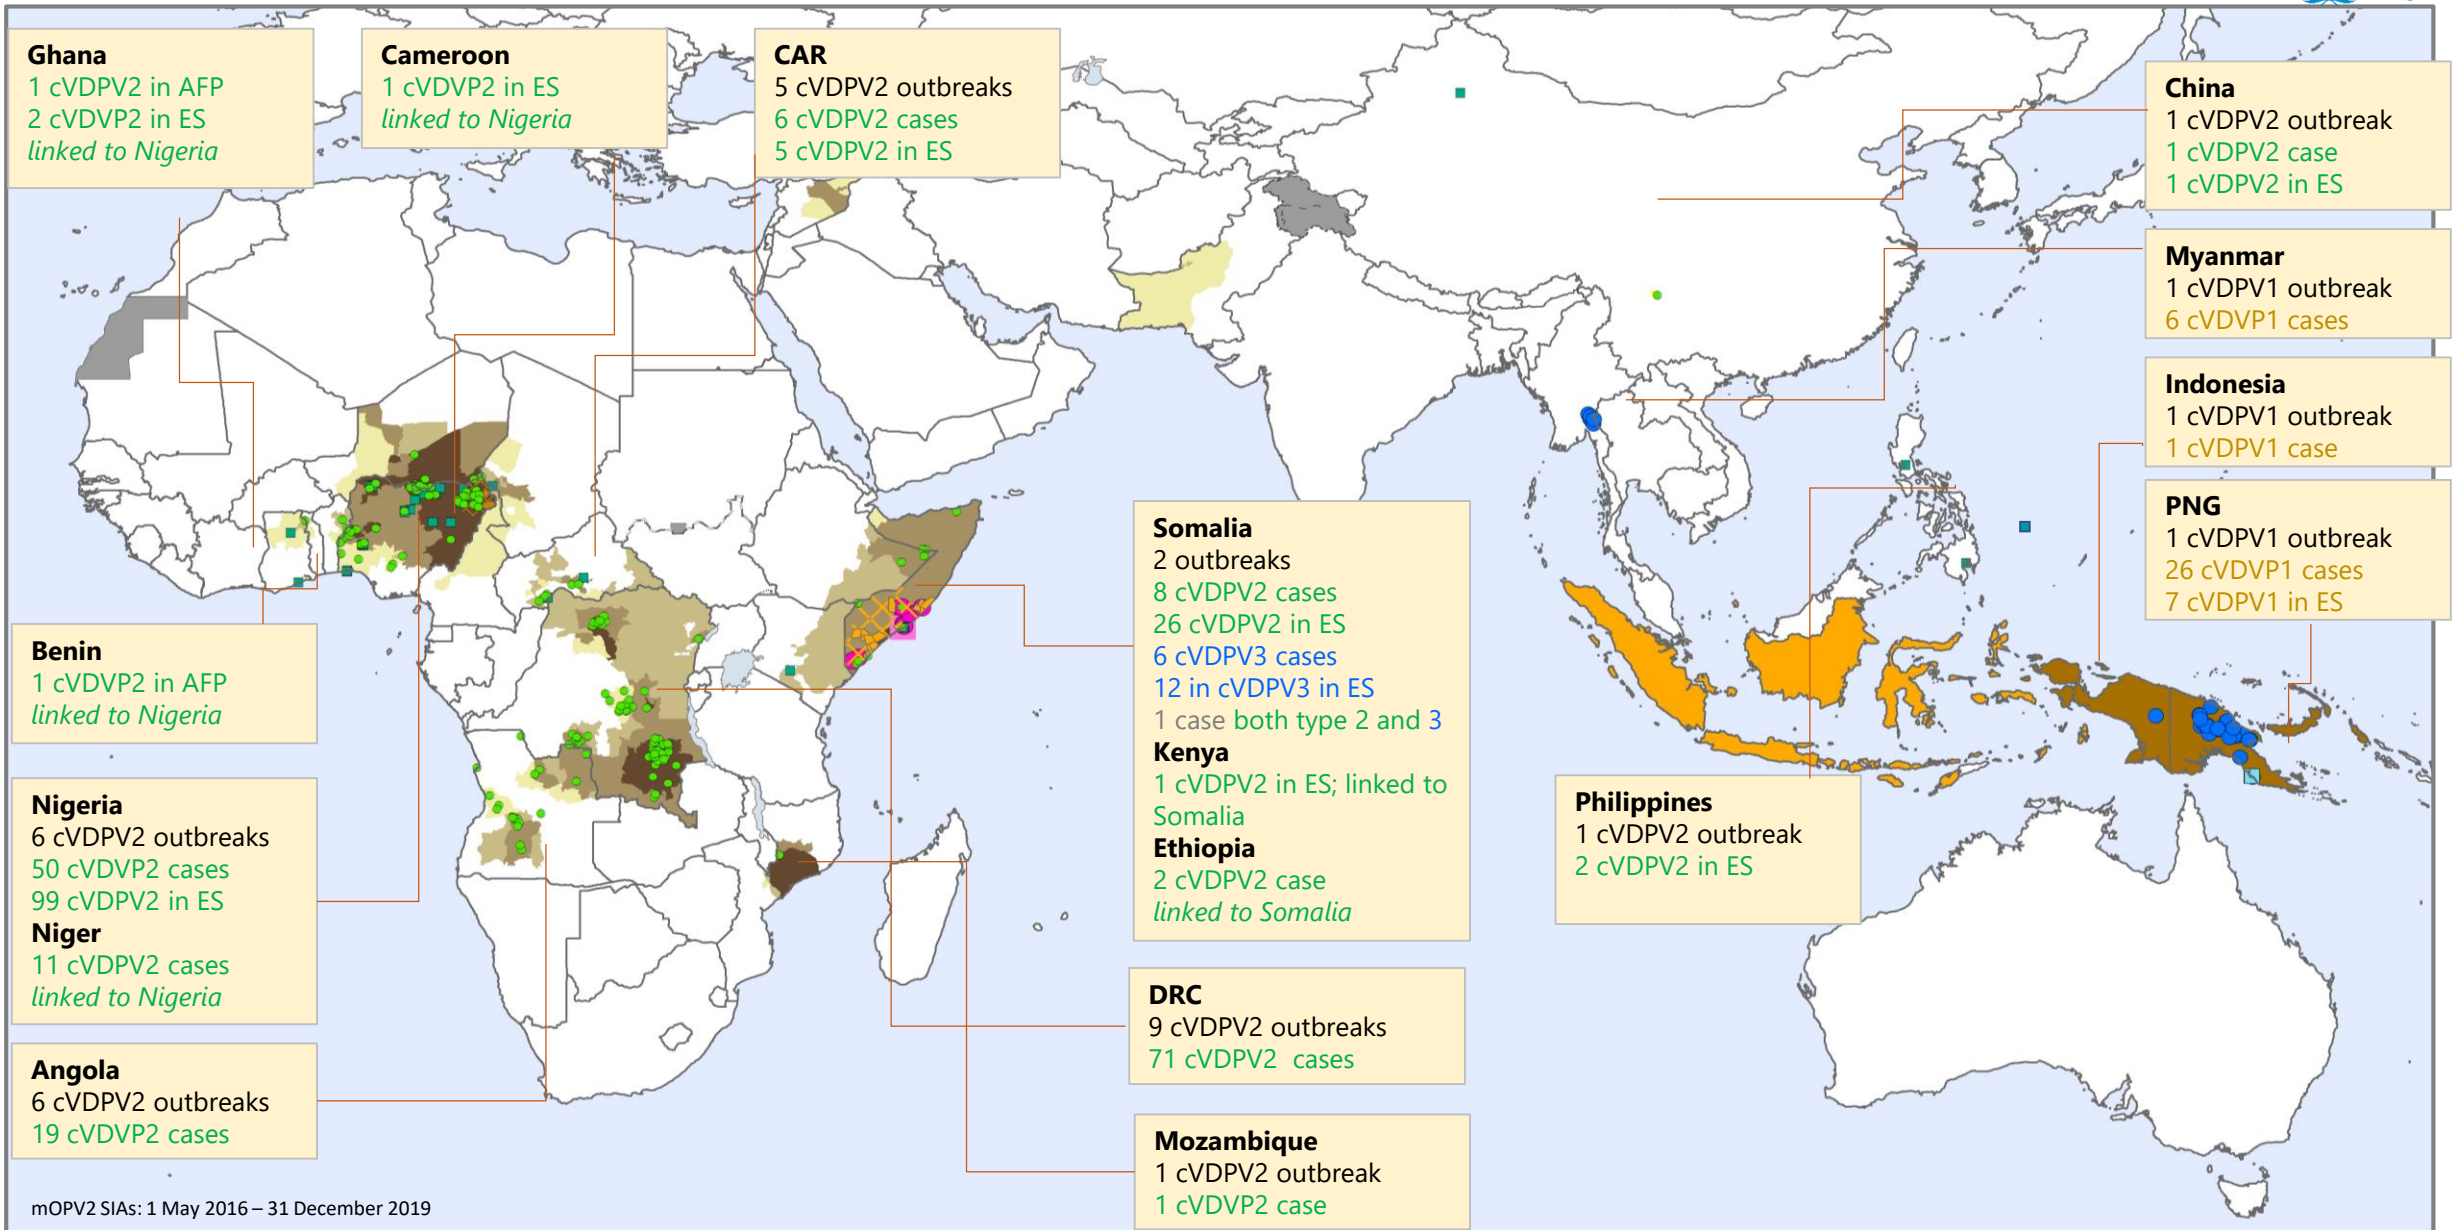 Ghana
1 cVDPV2 in AFP
2 cVDVP2 in ES
linked to Nigeria
Cameroon
1 cVDVP2 in ES
linked to Nigeria
CAR
5 cVDPV2 outbreaks
6 cVDPV2 cases
5 cVDPV2 in ES
China
1 cVDPV2 outbreak
1 cVDPV2 case
1 cVDPV2 in ES
Myanmar
1 cVDPV1 outbreak
6 cVDVP1 cases
Indonesia
1 cVDPV1 outbreak
1 cVDPV1 case
PNG
1 cVDPV1 outbreak
26 cVDVP1 cases
7 cVDPV1 in ES
Somalia
2 outbreaks
8 cVDPV2 cases
26 cVDPV2 in ES
6 cVDPV3 cases
12 in cVDPV3 in ES
1 case both type 2 and 3
Kenya
1 cVDPV2 in ES; linked to
Somalia
Ethiopia
2 cVDPV2 case
linked to Somalia
Benin
1 cVDVP2 in AFP
linked to Nigeria
Nigeria
6 cVDPV2 outbreaks
50 cVDVP2 cases
99 cVDPV2 in ES
Niger
11 cVDPV2 cases
linked to Nigeria
Philippines
1 cVDPV2 outbreak
2 cVDPV2 in ES
DRC
9 cVDPV2 outbreaks
71 cVDPV2 cases
Angola
6 cVDPV2 outbreaks
19 cVDVP2 cases
Mozambique
1 cVDPV2 outbreak
1 cVDVP2 case
mOPV2 SIAs: 1 May 2016 – 31 December 2019